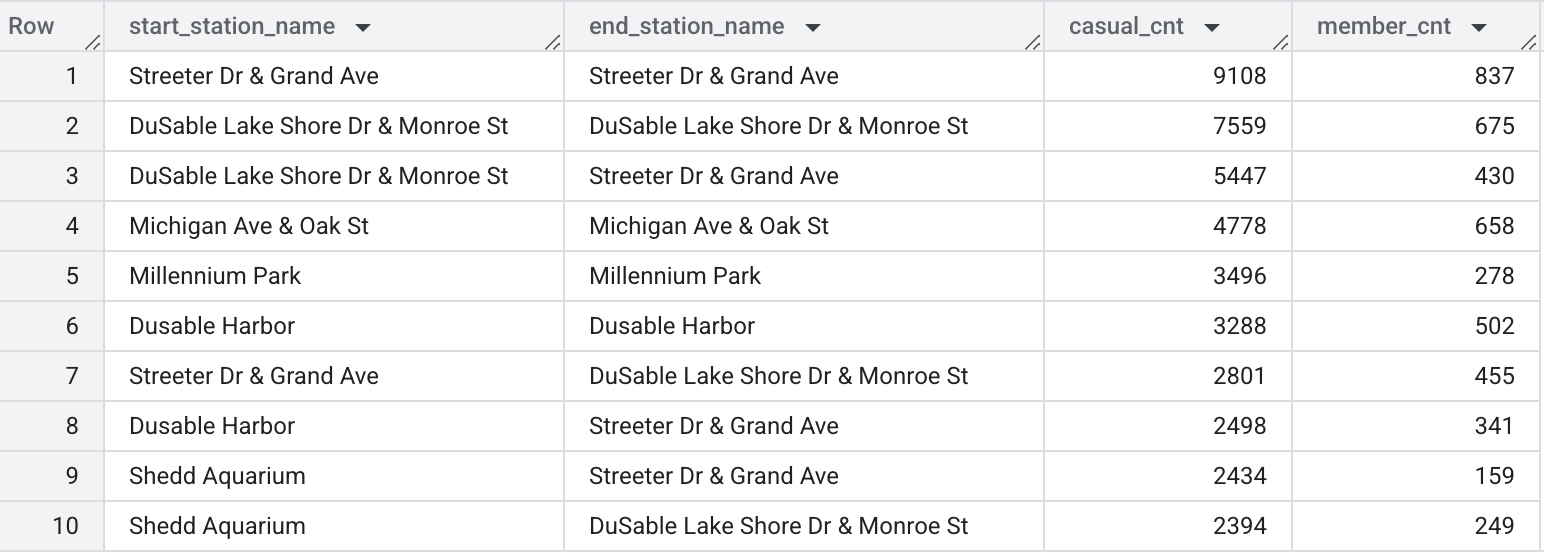 Row start_station_name end_station_name casual_cnt member_cnt
1 Streeter Dr & Grand Ave Streeter Dr & Grand Ave 9108 837
2 DuSable Lake Shore Dr & Monroe St DuSable Lake Shore Dr & Monroe St 7559 675
3 DuSable Lake Shore Dr & Monroe St Streeter Dr & Grand Ave 5447 430
4 Michigan Ave & Oak St Michigan Ave & Oak St 4778 658
5 Millennium Park Millennium Park 3496 278
6 Dusable Harbor Dusable Harbor 3288 502
7 Streeter Dr & Grand Ave DuSable Lake Shore Dr & Monroe St 2801 455
8 Dusable Harbor Streeter Dr & Grand Ave 2498 341
9 Shedd Aquarium Streeter Dr & Grand Ave 2434 159
10 Shedd Aquarium DuSable Lake Shore Dr & Monroe St 2394 249